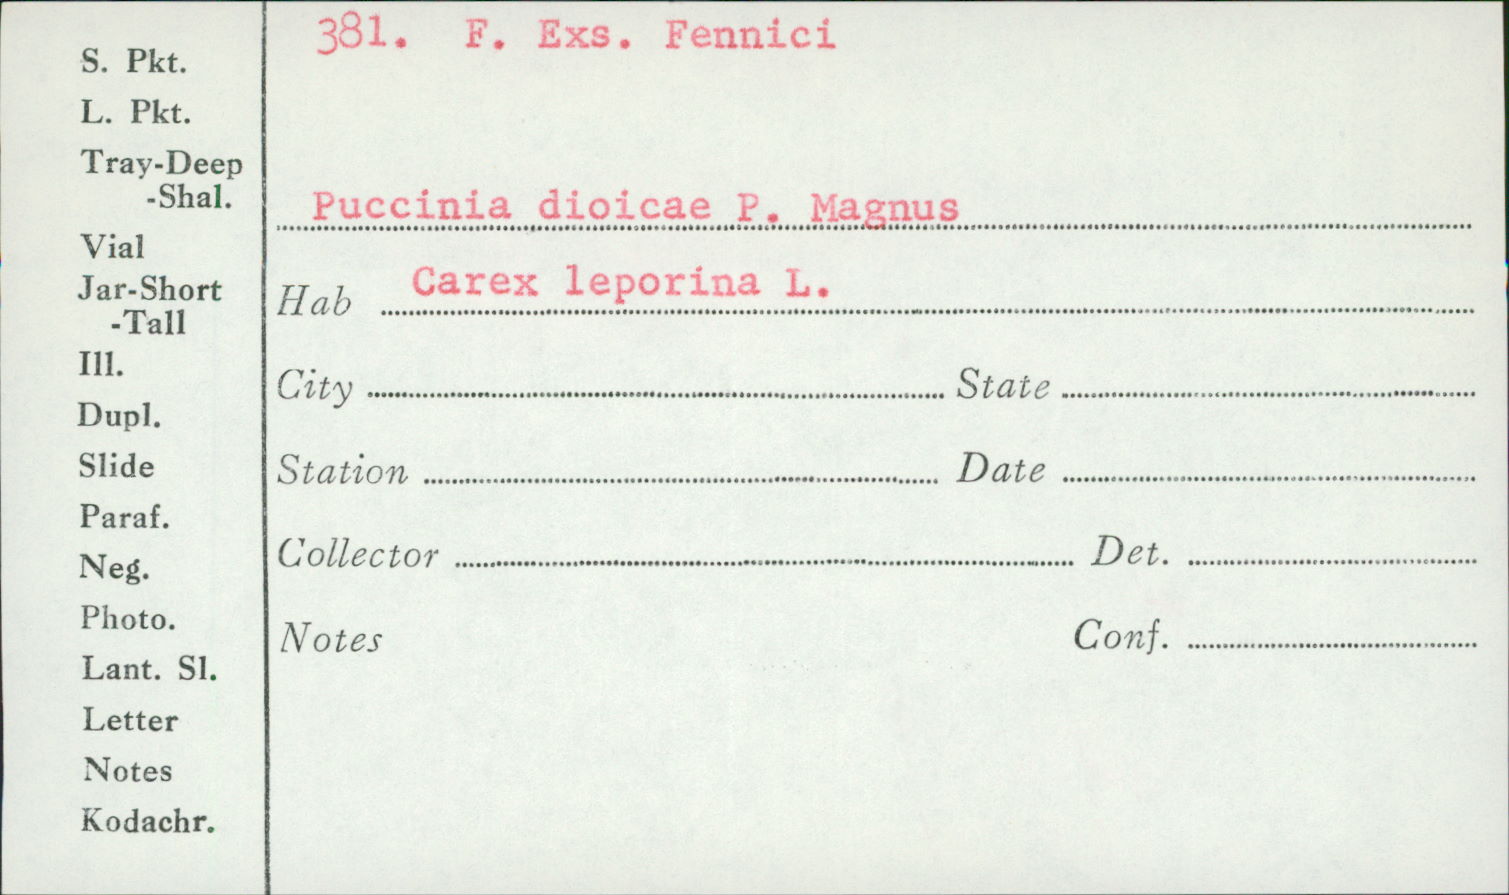 381. F. Exs. Fennici
S. Pkt.
L. Pkt.
Tray-Deep
-Shal.
Vial
Jar-Short
-Tall
Ill.
Dupl.
Slide
Paraf.
Neg.
Photo.
Lant. Sl.
Letter
Notes
Kodachr.
Puccinia dioicae P. Magnus
Hab Carex leporina L.
City State
Station Date
Collector Det.
Notes Conf.